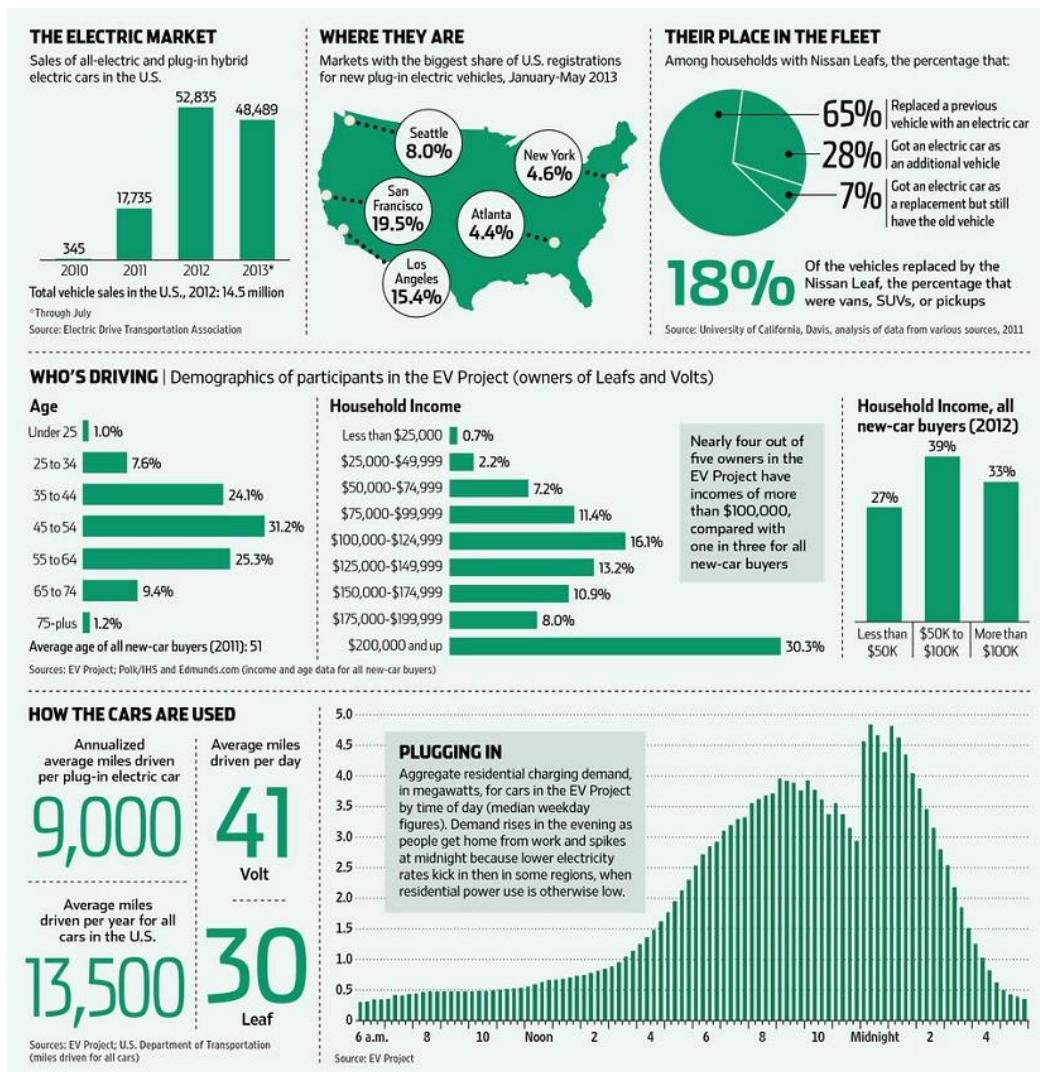 THE ELECTRIC MARKET
Sales of all-electric and plug-in hybrid
electric cars in the U.S.
52,835
48,489
17,735
345
2010
2011
2012
2013*
Total vehicle sales in the U.S., 2012: 14.5 million
*Through July
Source: Electric Drive Transportation Association
WHERE THEY ARE
Markets with the biggest share of U.S. registrations
for new plug-in electric vehicles, January-May 2013
Seattle
8.0%
New York
4.6%
San
Francisco
19.5%
Atlanta
4.4%
Los
Angeles
15.4%
THEIR PLACE IN THE FLEET
Among households with Nissan Leafs, the percentage that:
65% Replaced a previous
vehicle with an electric car
28% Got an electric car as
an additional vehicle
7% Got an electric car as
a replacement but still
have the old vehicle
18% Of the vehicles replaced by the
Nissan Leaf, the percentage that
were vans, SUVs, or pickups
Source: University of California, Davis, analysis of data from various sources, 2011
WHO'S DRIVING | Demographics of participants in the EV Project (owners of Leafs and Volts)
Age
Under 25 1.0%
25 to 34 7.6%
35 to 44 24.1%
45 to 54 31.2%
55 to 64 25.3%
65 to 74 9.4%
75-plus 1.2%
Average age of all new-car buyers (2011): 51
Sources: EV Project; Polk/IHS and Edmunds.com (income and age data for all new-car buyers)
Household Income
Less than $25,000 0.7%
$25,000-$49,999 2.2%
$50,000-$74,999 7.2%
$75,000-$99,999 11.4%
$100,000-$124,999 16.1%
$125,000-$149,999 13.2%
$150,000-$174,999 10.9%
$175,000-$199,999 8.0%
$200,000 and up 30.3%
Nearly four out of
five owners in the
EV Project have
incomes of more
than $100,000,
compared with
one in three for all
new-car buyers
Household Income, all
new-car buyers (2012)
39%
33%
27%
Less than
$50K
$50K to
$100K
More than
$100K
HOW THE CARS ARE USED
Annualized
average miles driven
per plug-in electric car
9,000
Average miles
driven per year for all
cars in the U.S.
13,500
Average miles
driven per day
41
Volt
30
Leaf
Sources: EV Project; U.S. Department of Transportation
(miles driven for all cars)
PLUGGING IN
Aggregate residential charging demand,
in megawatts, for cars in the EV Project
by time of day (median weekday
figures). Demand rises in the evening as
people get home from work and spikes
at midnight because lower electricity
rates kick in then in some regions, when
residential power use is otherwise low.
5.0
4.5
4.0
3.5
3.0
2.5
2.0
1.5
1.0
0.5
0
6 a.m. 8 10 Noon 2 4 6 8 10 Midnight 2 4
Source: EV Project